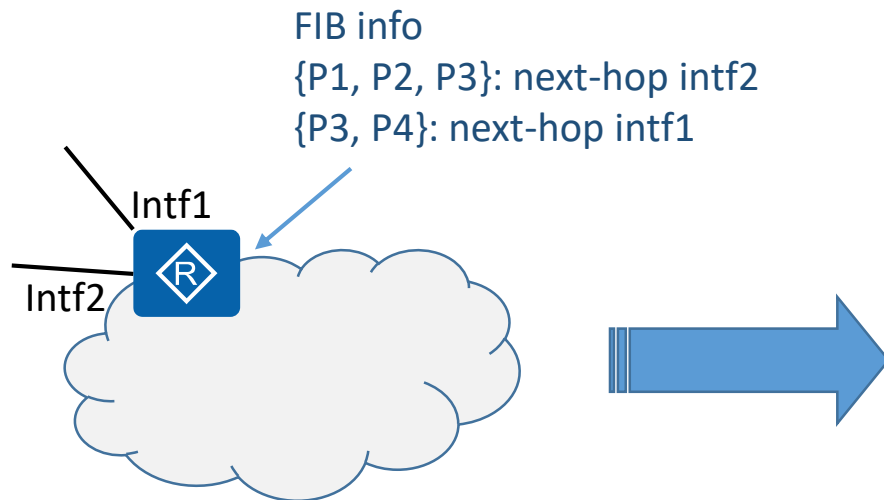 FIB info
{P1, P2, P3}: next-hop intf2
{P3, P4}: next-hop intf1
Intf1
R
Intf2